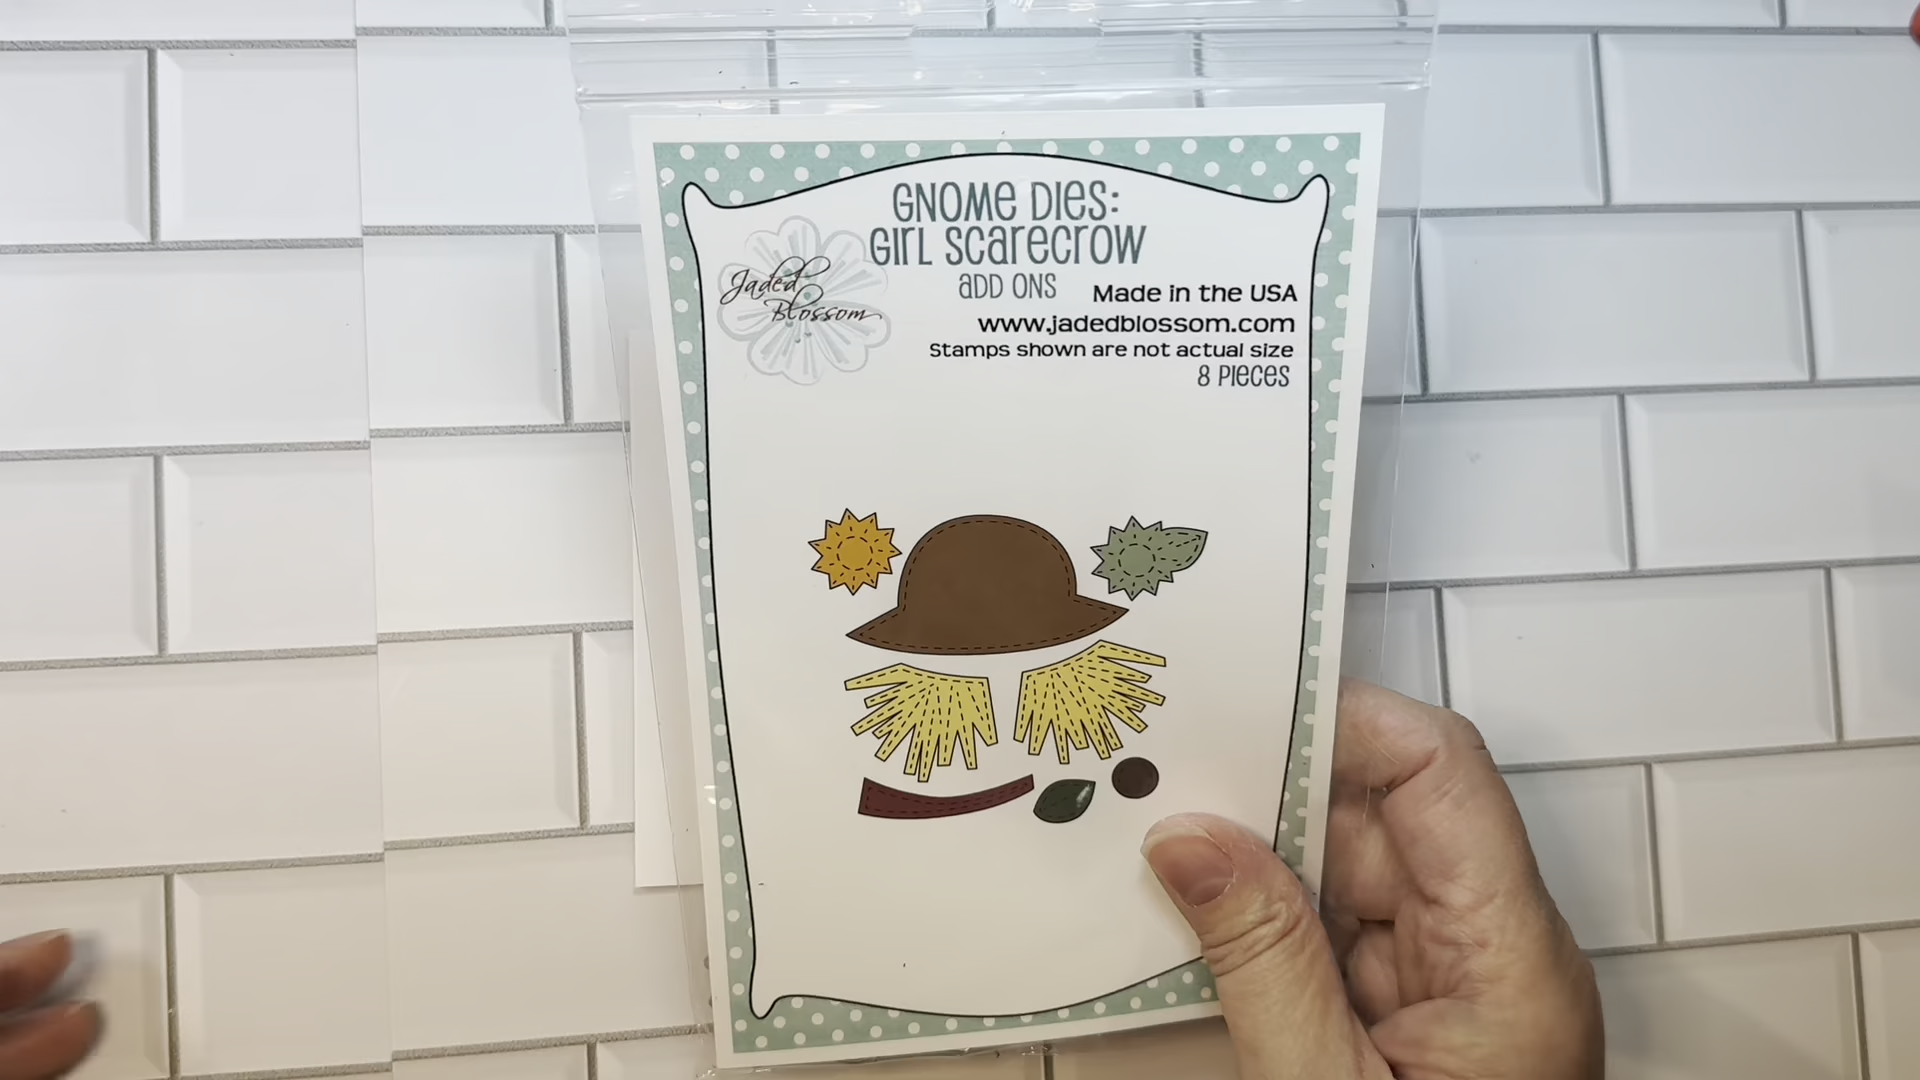 GNOME DIES:
GIRL SCARECROW
ADD ONS
Jaded
Blossom
Made in the USA
www.jadedblossom.com
Stamps shown are not actual size
8 PIECES